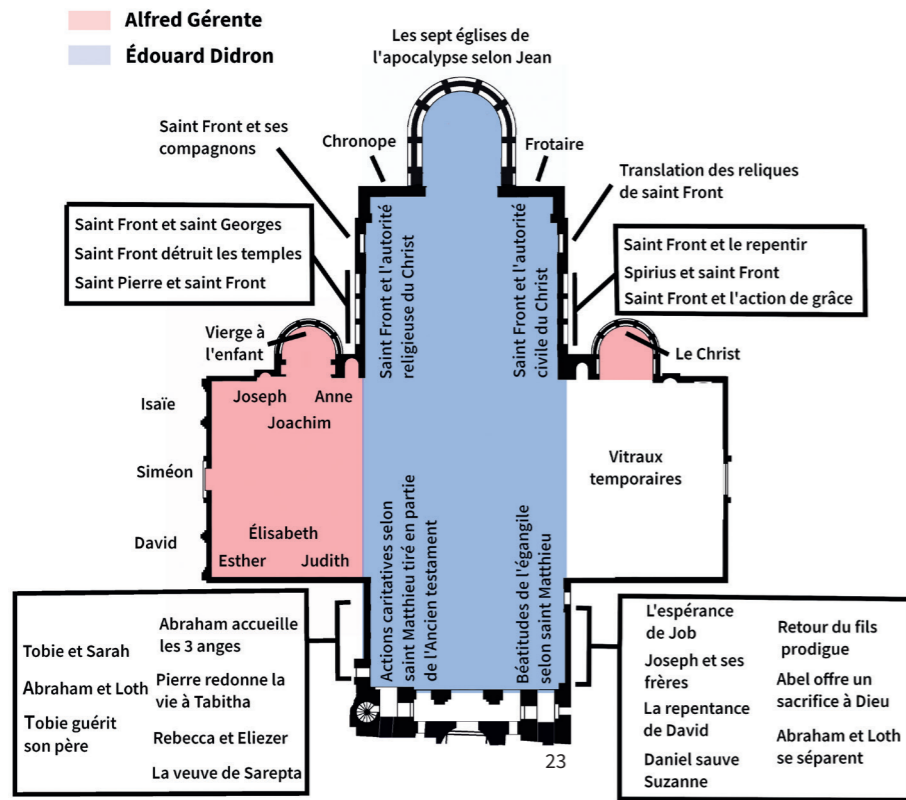 Alfred Gérente
Édouard Didron
Les sept églises de
l'apocalypse selon Jean
Saint Front et ses
compagnons
Chronope
Frotaire
Translation des reliques
de saint Front
Saint Front et saint Georges
Saint Front détruit les temples
Saint Pierre et saint Front
Saint Front et l'autorité
religieuse du Christ
Saint Front et l'autorité
civile du Christ
Saint Front et le repentir
Spirius et saint Front
Saint Front et l'action de grâce
Vierge à
l'enfant
Le Christ
Isaïe
Siméon
David
Joseph
Anne
Joachim
Élisabeth
Esther
Judith
Vitraux
temporaires
Actions caritatives selon
saint Matthieu tiré en partie
de l'Ancien testament
Béatitudes de l'égangile
selon saint Matthieu
Tobie et Sarah
Abraham et Loth
Tobie guérit
son père
Abraham accueille
les 3 anges
Pierre redonne la
vie à Tabitha
Rebecca et Eliezer
La veuve de Sarepta
L'espérance
de Job
Joseph et ses
frères
La repentance
de David
Daniel sauve
Suzanne
Retour du fils
prodigue
Abel offre un
sacrifice à Dieu
Abraham et Loth
se séparent
23